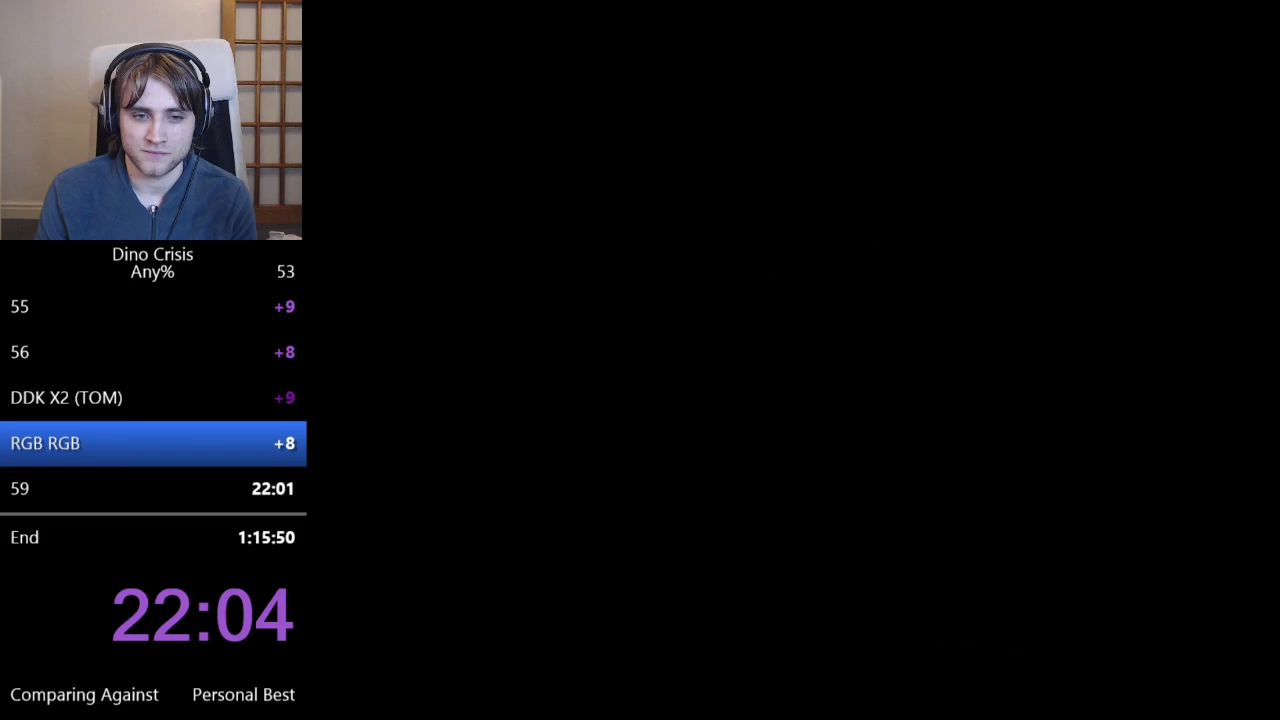 Dino Crisis
Any% 53
55 +9
56 +8
DDK X2 (TOM) +9
RGB RGB +8
59 22:01
End 1:15:50
22:04
Comparing Against Personal Best